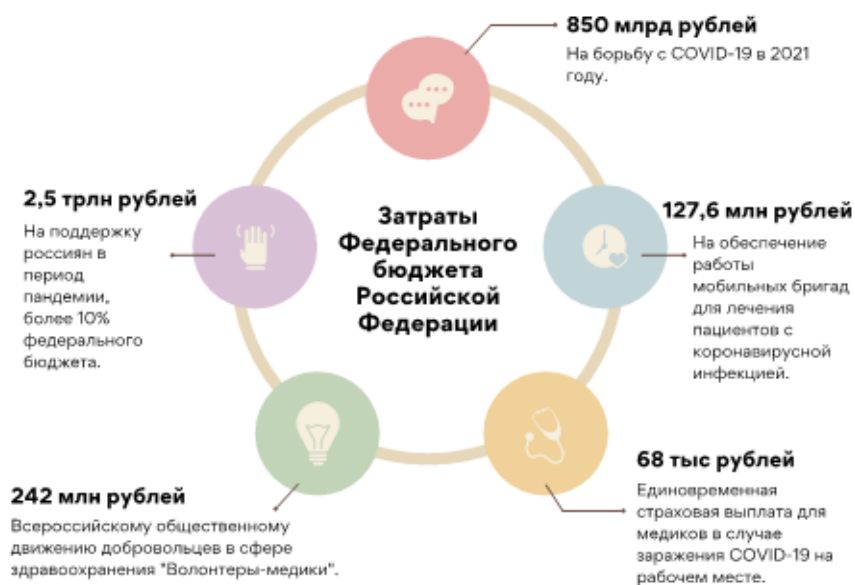 850 млрд рублей
На борьбу с COVID-19 в 2021
году.
2,5 трлн рублей
На поддержку
россиян в
период
пандемии,
более 10%
федерального
бюджета.
Затраты
Федерального
бюджета
Российской
Федерации
127,6 млн рублей
На обеспечение
работы
мобильных бригад
для лечения
пациентов с
коронавирусной
инфекцией.
242 млн рублей
Всероссийскому общественному
движению добровольцев в сфере
здравоохранения "Волонтеры-медики".
68 тыс рублей
Единовременная
страховая выплата для
медиков в случае
заражения COVID-19 на
рабочем месте.